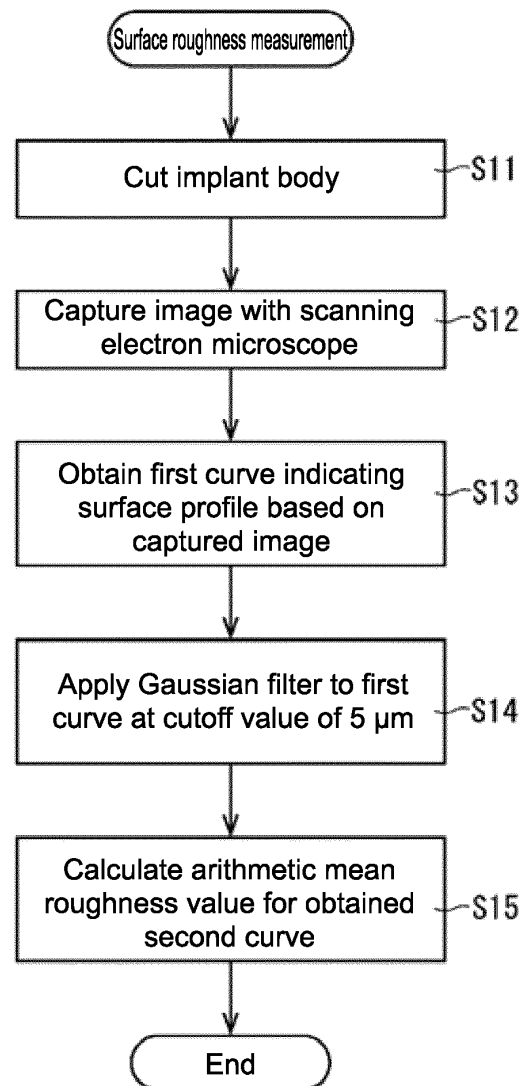 Surface roughness measurement
Cut implant body
S11
Capture image with scanning
electron microscope
S12
Obtain first curve indicating
surface profile based on
captured image
S13
Apply Gaussian filter to first
curve at cutoff value of 5 µm
S14
Calculate arithmetic mean
roughness value for obtained
second curve
S15
End